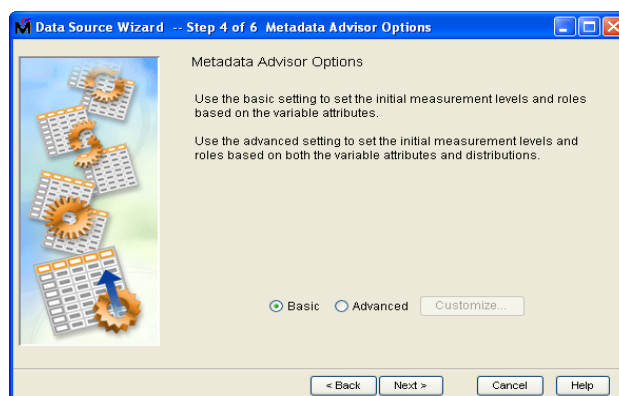 Data Source Wizard -- Step 4 of 6 Metadata Advisor Options
Metadata Advisor Options
Use the basic setting to set the initial measurement levels and roles
based on the variable attributes.
Use the advanced setting to set the initial measurement levels and
roles based on both the variable attributes and distributions.
Basic Advanced Customize...
< Back Next > Cancel Help